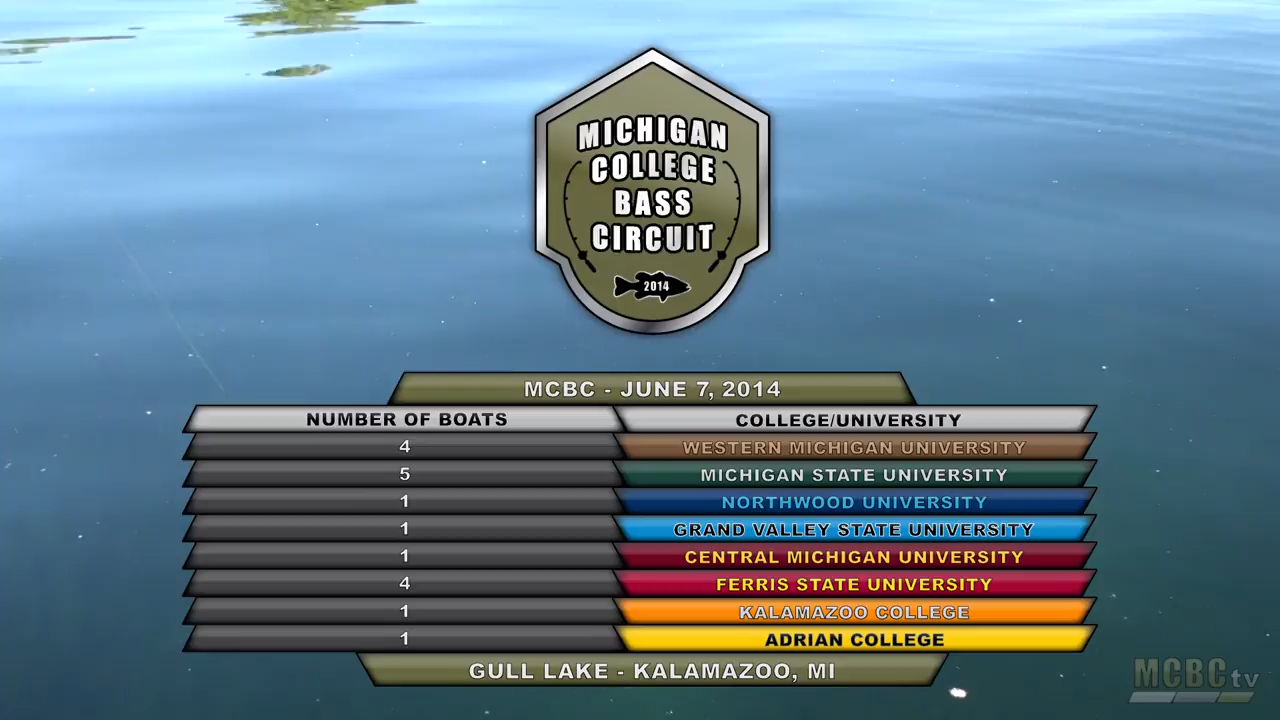 MICHIGAN
COLLEGE
BASS
CIRCUIT
2014
MCBC - JUNE 7, 2014
NUMBER OF BOATS COLLEGE/UNIVERSITY
4 WESTERN MICHIGAN UNIVERSITY
5 MICHIGAN STATE UNIVERSITY
1 NORTHWOOD UNIVERSITY
1 GRAND VALLEY STATE UNIVERSITY
1 CENTRAL MICHIGAN UNIVERSITY
4 FERRIS STATE UNIVERSITY
1 KALAMAZOO COLLEGE
1 ADRIAN COLLEGE
GULL LAKE - KALAMAZOO, MI
MCBCtv